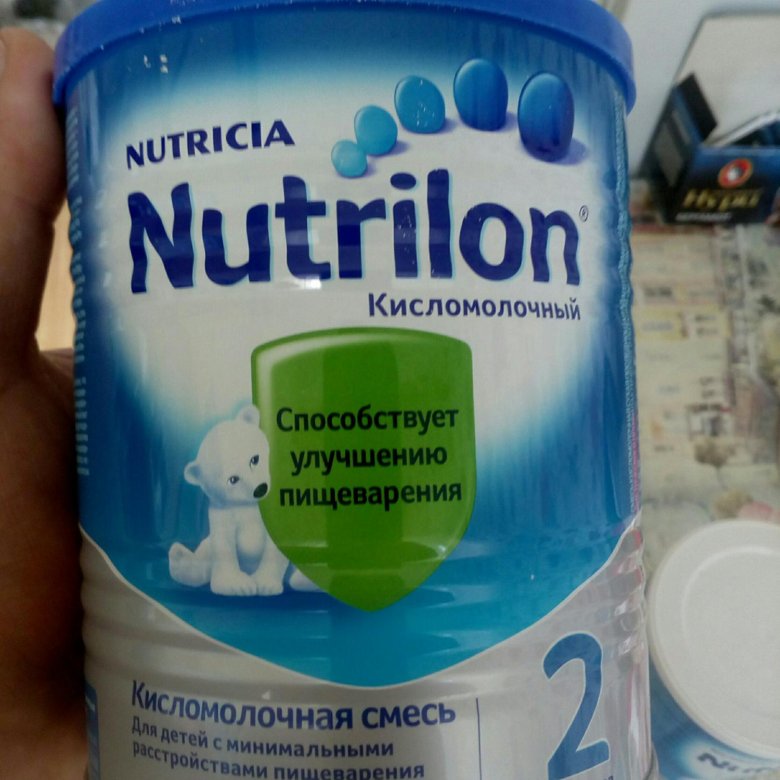 NUTRICIA
Nutrilon®
Кисломолочный
Способствует
улучшению
пищеварения
Кисломолочная смесь
Для детей с минимальными
расстройствами пищеварения
2